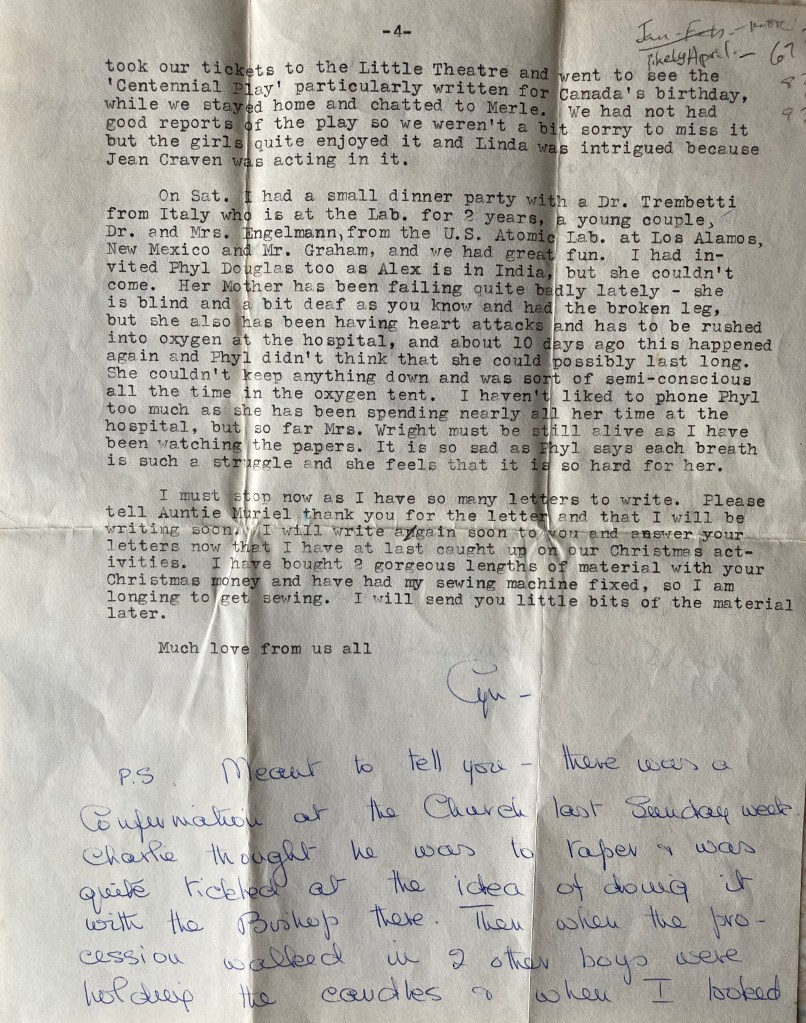 -4-
Jan - Feb -
likely April - 67
8?
9?
took our tickets to the Little Theatre and went to see the
'Centennial Play' particularly written for Canada's birthday,
while we stayed home and chatted to Merle. We had not had
good reports of the play so we weren't a bit sorry to miss it
but the girls quite enjoyed it and Linda was intrigued because
Jean Craven was acting in it.
On Sat. I had a small dinner party with a Dr. Trembetti
from Italy who is at the Lab. for 2 years, a young couple,
Dr. and Mrs. Engelmann, from the U.S. Atomic Lab. at Los Alamos,
New Mexico and Mr. Graham, and we had great fun. I had in-
vited Phyl Douglas too as Alex is in India, but she couldn't
come. Her Mother has been failing quite badly lately - she
is blind and a bit deaf as you know and had the broken leg,
but she also has been having heart attacks and has to be rushed
into oxygen at the hospital, and about 10 days ago this happened
again and Phyl didn't think that she could possibly last long.
She couldn't keep anything down and was sort of semi-conscious
all the time in the oxygen tent. I haven't liked to phone Phyl
too much as she has been spending nearly all her time at the
hospital, but so far Mrs. Wright must be still alive as I have
been watching the papers. It is so sad as Phyl says each breath
is such a struggle and she feels that it is so hard for her.
I must stop now as I have so many letters to write. Please
tell Auntie Muriel thank you for the letter and that I will be
writing soon. I will write again soon to you and answer your
letters now that I have at last caught up on our Christmas act-
ivities. I have bought 2 gorgeous lengths of material with your
Christmas money and have had my sewing machine fixed, so I am
longing to get sewing. I will send you little bits of the material
later.
Much love from us all
Cyn -
P.S. Meant to tell you - there was a
Confirmation at the Church last Sunday week.
Charlie thought he was to taper & was
quite tickled at the idea of doing it
with the Bishop there. Then when the pro-
cession walked in 2 other boys were
holding the candles & when I looked